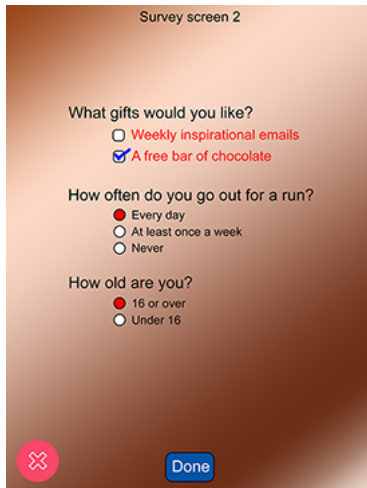 Survey screen 2
What gifts would you like?
Weekly inspirational emails
A free bar of chocolate
How often do you go out for a run?
Every day
At least once a week
Never
How old are you?
16 or over
Under 16
Done